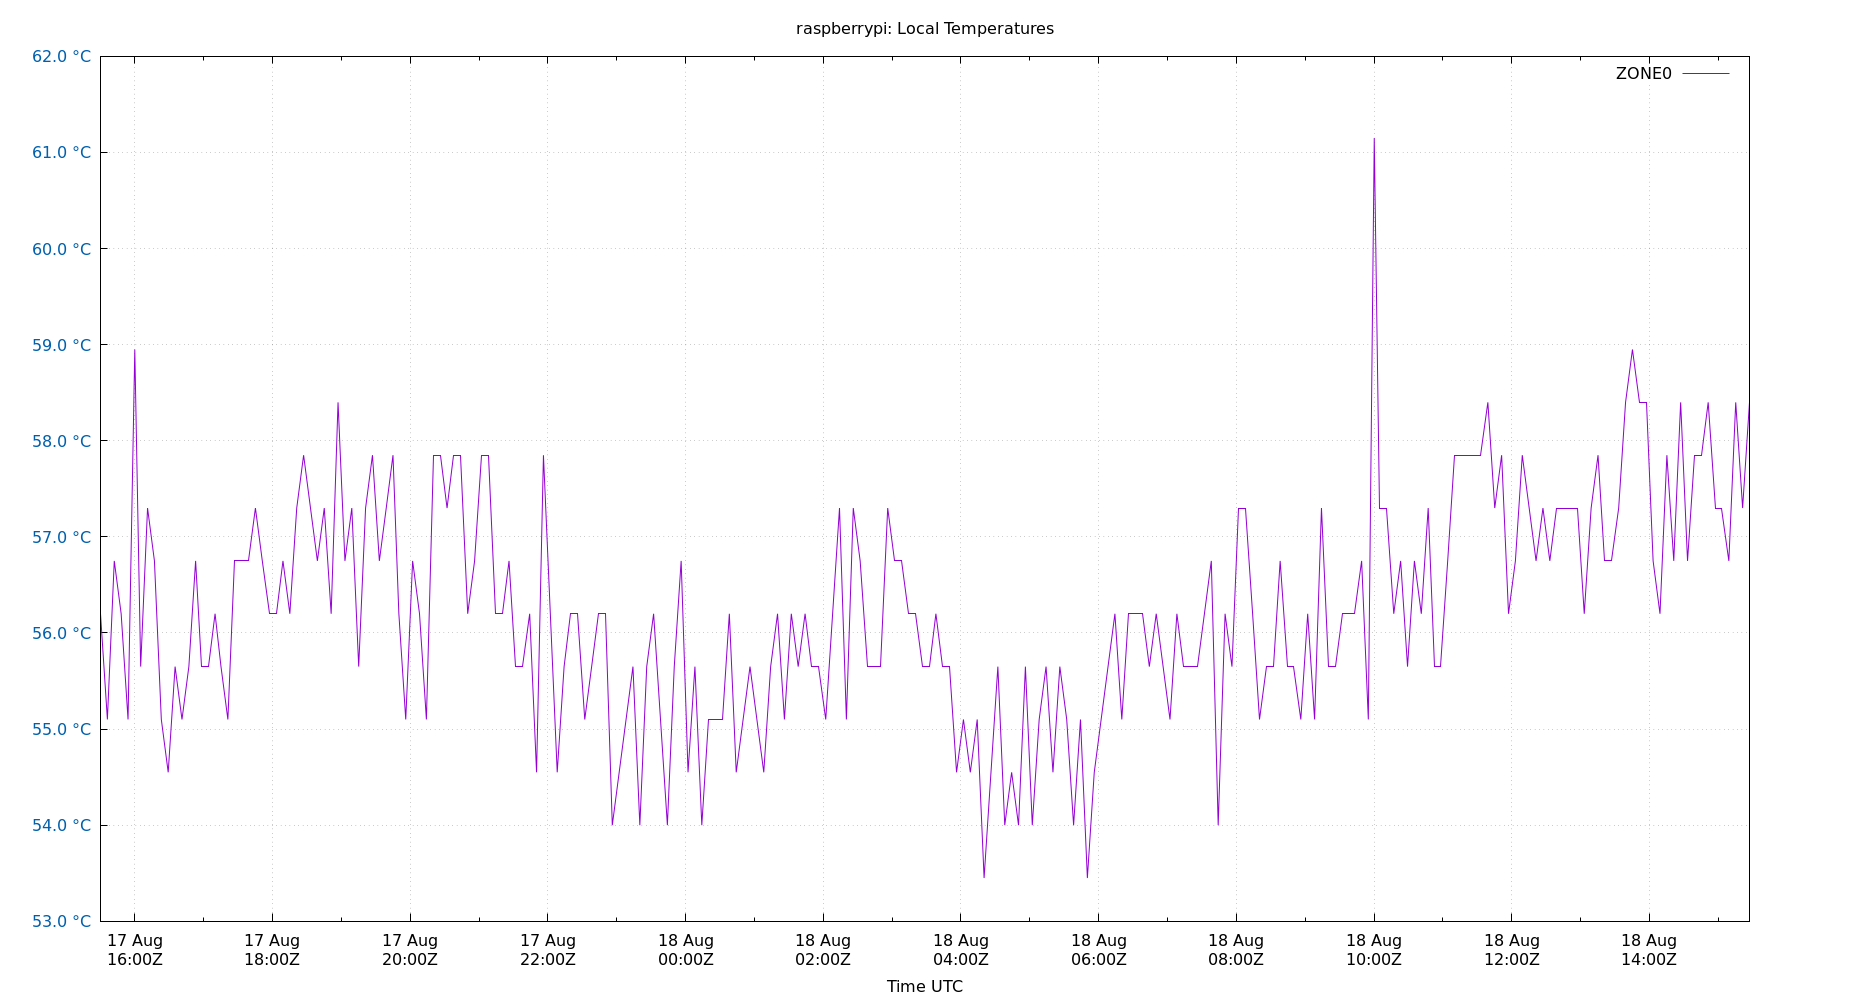 raspberrypi: Local Temperatures
62.0 °C
ZONE0
61.0 °C
60.0 °C
59.0 °C
58.0 °C
57.0 °C
56.0 °C
55.0 °C
54.0 °C
53.0 °C
17 Aug 17 Aug 17 Aug 17 Aug 18 Aug 18 Aug 18 Aug 18 Aug 18 Aug 18 Aug 18 Aug 18 Aug
16:00Z 18:00Z 20:00Z 22:00Z 00:00Z 02:00Z 04:00Z 06:00Z 08:00Z 10:00Z 12:00Z 14:00Z
Time UTC